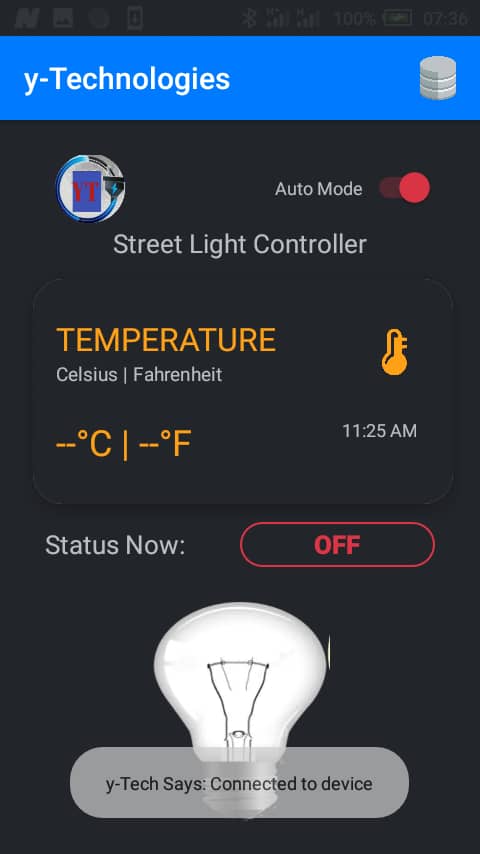 100% 07:36
y-Technologies
YT
Auto Mode
Street Light Controller
TEMPERATURE
Celsius | Fahrenheit
11:25 AM
--°C | --°F
Status Now: OFF
y-Tech Says: Connected to device